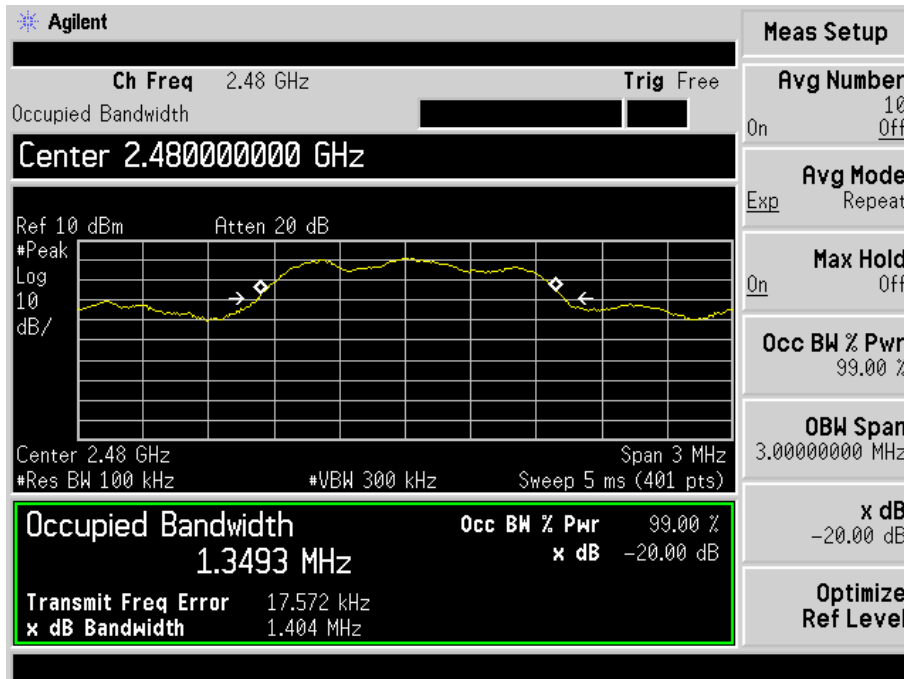 Agilent
Ch Freq 2.48 GHz Trig Free
Occupied Bandwidth
Center 2.480000000 GHz
Ref 10 dBm Atten 20 dB
#Peak
Log
10
dB/
Center 2.48 GHz Span 3 MHz
#Res BW 100 kHz #VBW 300 kHz Sweep 5 ms (401 pts)
Occupied Bandwidth Occ BW % Pwr 99.00 %
1.3493 MHz x dB -20.00 dB
Transmit Freq Error 17.572 kHz
x dB Bandwidth 1.404 MHz
Meas Setup
Avg Number
10
On Off
Avg Mode
Exp Repeat
Max Hold
On Off
Occ BW % Pwr
99.00 %
OBW Span
3.00000000 MHz
x dB
-20.00 dB
Optimize
Ref Level